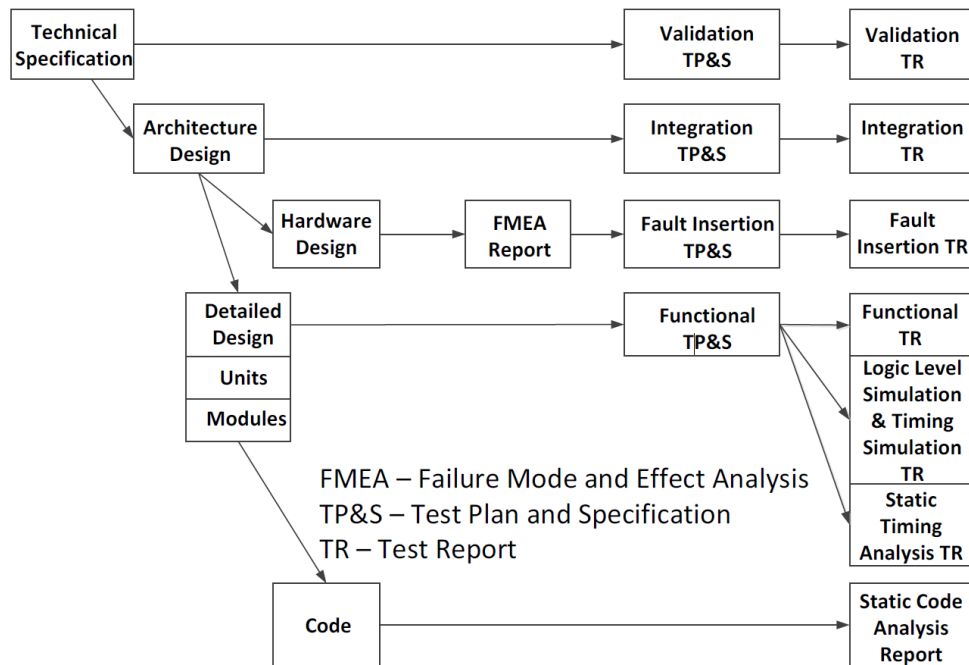 Technical
Specification
Validation
TP&S
Validation
TR
Architecture
Design
Integration
TP&S
Integration
TR
Hardware
Design
FMEA
Report
Fault Insertion
TP&S
Fault
Insertion TR
Detailed
Design
Units
Modules
Functional
TP&S
Functional
TR
Logic Level
Simulation
& Timing
Simulation
TR
Static
Timing
Analysis TR
FMEA – Failure Mode and Effect Analysis
TP&S – Test Plan and Specification
TR – Test Report
Code
Static Code
Analysis
Report